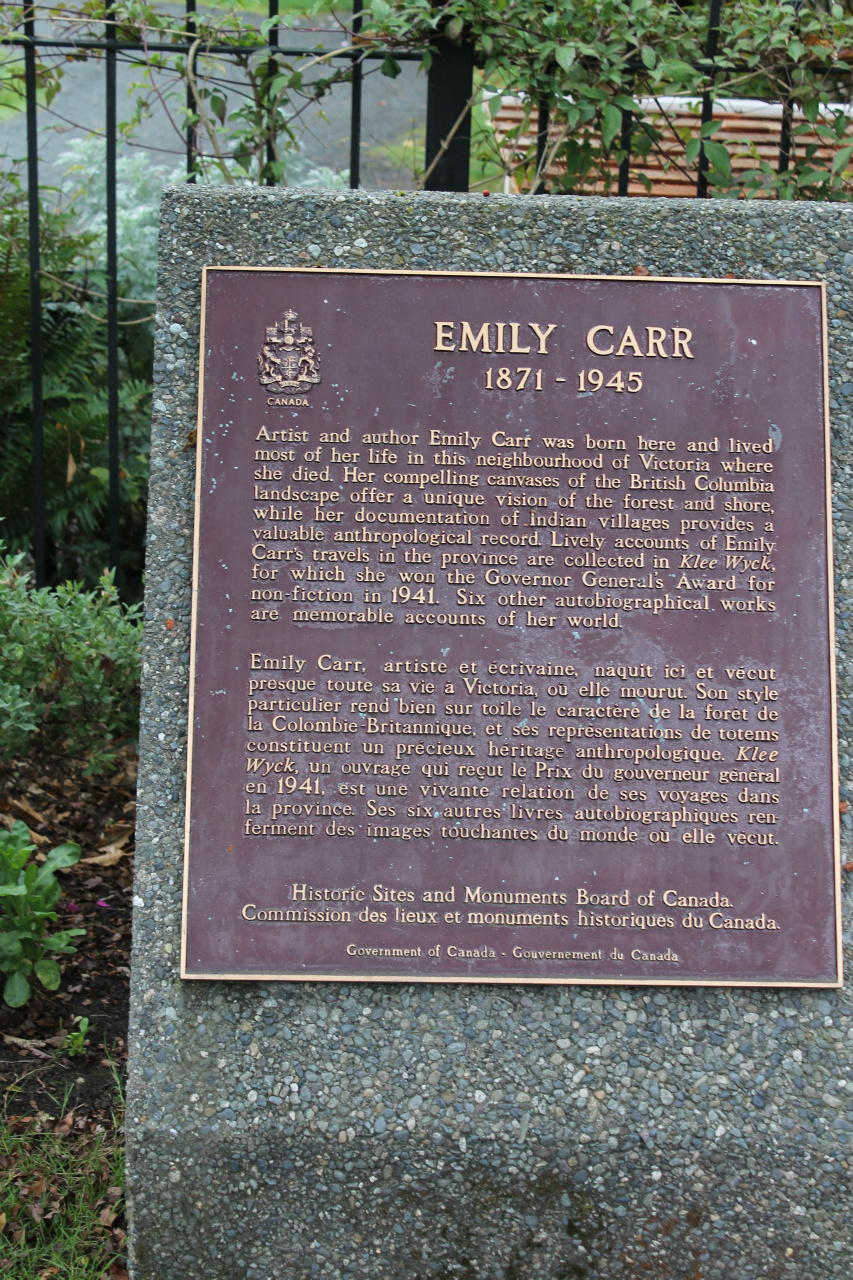 CANADA
EMILY CARR
1871 - 1945
Artist and author Emily Carr was born here and lived
most of her life in this neighbourhood of Victoria where
she died. Her compelling canvases of the British Columbia
landscape offer a unique vision of the forest and shore,
while her documentation of Indian villages provides a
valuable anthropological record. Lively accounts of Emily
Carr's travels in the province are collected in Klee Wyck,
for which she won the Governor General's Award for
non-fiction in 1941. Six other autobiographical works
are memorable accounts of her world.
Emily Carr, artiste et écrivaine, naquit ici et vécut
presque toute sa vie à Victoria, où elle mourut. Son style
particulier rend bien sur toile le caractère de la forêt de
la Colombie-Britannique, et ses représentations de totems
constituent un précieux héritage anthropologique. Klee
Wyck, un ouvrage qui reçut le Prix du gouverneur général
en 1941, est une vivante relation de ses voyages dans
la province. Ses six autres livres autobiographiques ren-
ferment des images touchantes du monde où elle vécut.
Historic Sites and Monuments Board of Canada.
Commission des lieux et monuments historiques du Canada.
Government of Canada - Gouvernement du Canada